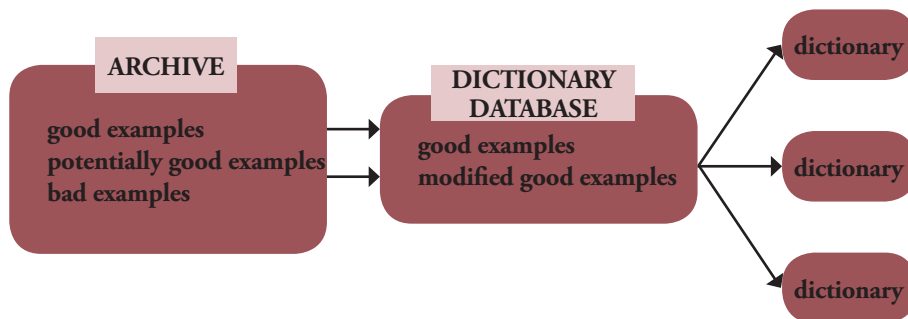 ARCHIVE
good examples
potentially good examples
bad examples
DICTIONARY
DATABASE
good examples
modified good examples
dictionary
dictionary
dictionary